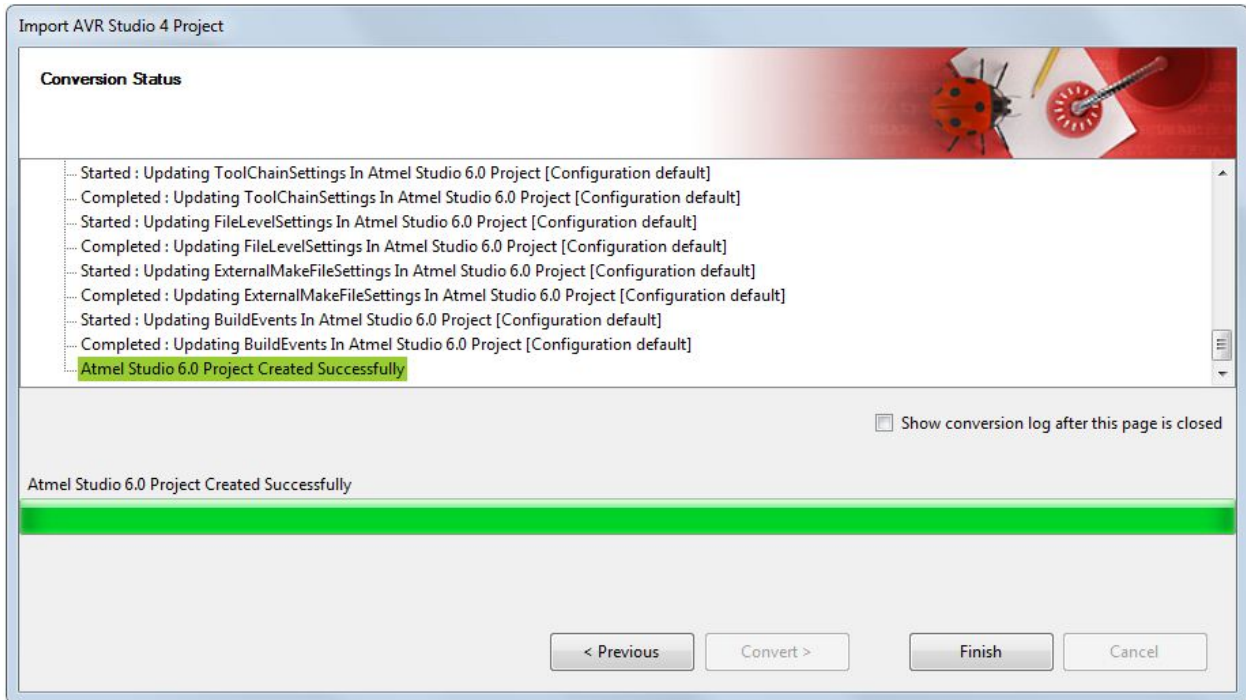 Import AVR Studio 4 Project
Conversion Status
Started : Updating ToolChainSettings In Atmel Studio 6.0 Project [Configuration default]
Completed : Updating ToolChainSettings In Atmel Studio 6.0 Project [Configuration default]
Started : Updating FileLevelSettings In Atmel Studio 6.0 Project [Configuration default]
Completed : Updating FileLevelSettings In Atmel Studio 6.0 Project [Configuration default]
Started : Updating ExternalMakeFileSettings In Atmel Studio 6.0 Project [Configuration default]
Completed : Updating ExternalMakeFileSettings In Atmel Studio 6.0 Project [Configuration default]
Started : Updating BuildEvents In Atmel Studio 6.0 Project [Configuration default]
Completed : Updating BuildEvents In Atmel Studio 6.0 Project [Configuration default]
Atmel Studio 6.0 Project Created Successfully
Show conversion log after this page is closed
Atmel Studio 6.0 Project Created Successfully
< Previous
Convert >
Finish
Cancel